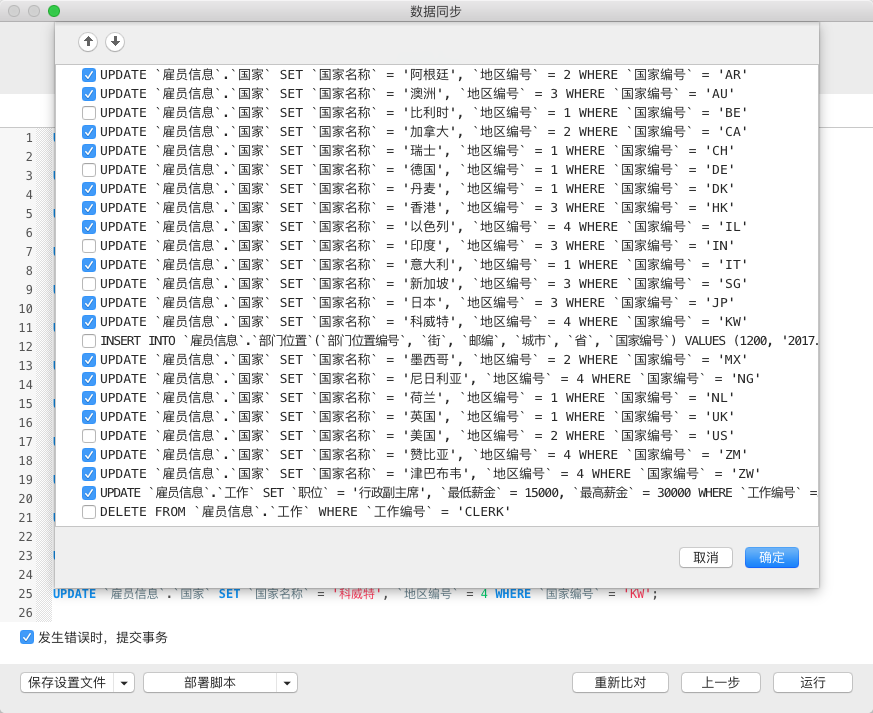 数据同步
UPDATE `雇员信息`.`国家` SET `国家名称` = '阿根廷', `地区编号` = 2 WHERE `国家编号` = 'AR'
UPDATE `雇员信息`.`国家` SET `国家名称` = '澳洲', `地区编号` = 3 WHERE `国家编号` = 'AU'
UPDATE `雇员信息`.`国家` SET `国家名称` = '比利时', `地区编号` = 1 WHERE `国家编号` = 'BE'
UPDATE `雇员信息`.`国家` SET `国家名称` = '加拿大', `地区编号` = 2 WHERE `国家编号` = 'CA'
UPDATE `雇员信息`.`国家` SET `国家名称` = '瑞士', `地区编号` = 1 WHERE `国家编号` = 'CH'
UPDATE `雇员信息`.`国家` SET `国家名称` = '德国', `地区编号` = 1 WHERE `国家编号` = 'DE'
UPDATE `雇员信息`.`国家` SET `国家名称` = '丹麦', `地区编号` = 1 WHERE `国家编号` = 'DK'
UPDATE `雇员信息`.`国家` SET `国家名称` = '香港', `地区编号` = 3 WHERE `国家编号` = 'HK'
UPDATE `雇员信息`.`国家` SET `国家名称` = '以色列', `地区编号` = 4 WHERE `国家编号` = 'IL'
UPDATE `雇员信息`.`国家` SET `国家名称` = '印度', `地区编号` = 3 WHERE `国家编号` = 'IN'
UPDATE `雇员信息`.`国家` SET `国家名称` = '意大利', `地区编号` = 1 WHERE `国家编号` = 'IT'
UPDATE `雇员信息`.`国家` SET `国家名称` = '新加坡', `地区编号` = 3 WHERE `国家编号` = 'SG'
UPDATE `雇员信息`.`国家` SET `国家名称` = '日本', `地区编号` = 3 WHERE `国家编号` = 'JP'
UPDATE `雇员信息`.`国家` SET `国家名称` = '科威特', `地区编号` = 4 WHERE `国家编号` = 'KW'
INSERT INTO `雇员信息`.`部门位置`(`部门位置编号`, `街`, `邮编`, `城市`, `省`, `国家编号`) VALUES (1200, '2017.
UPDATE `雇员信息`.`国家` SET `国家名称` = '墨西哥', `地区编号` = 2 WHERE `国家编号` = 'MX'
UPDATE `雇员信息`.`国家` SET `国家名称` = '尼日利亚', `地区编号` = 4 WHERE `国家编号` = 'NG'
UPDATE `雇员信息`.`国家` SET `国家名称` = '荷兰', `地区编号` = 1 WHERE `国家编号` = 'NL'
UPDATE `雇员信息`.`国家` SET `国家名称` = '英国', `地区编号` = 1 WHERE `国家编号` = 'UK'
UPDATE `雇员信息`.`国家` SET `国家名称` = '美国', `地区编号` = 2 WHERE `国家编号` = 'US'
UPDATE `雇员信息`.`国家` SET `国家名称` = '赞比亚', `地区编号` = 4 WHERE `国家编号` = 'ZM'
UPDATE `雇员信息`.`国家` SET `国家名称` = '津巴布韦', `地区编号` = 4 WHERE `国家编号` = 'ZW'
UPDATE `雇员信息`.`工作` SET `职位` = '行政副主席', `最低薪金` = 15000, `最高薪金` = 30000 WHERE `工作编号` =
DELETE FROM `雇员信息`.`工作` WHERE `工作编号` = 'CLERK'
取消 确定
1
2
3
4
5
6
7
8
9
10
11
12
13
14
15
16
17
18
19
20
21
22
23
24
25 UPDATE `雇员信息`.`国家` SET `国家名称` = '科威特', `地区编号` = 4 WHERE `国家编号` = 'KW';
26
发生错误时，提交事务
保存设置文件 部署脚本 重新比对 上一步 运行